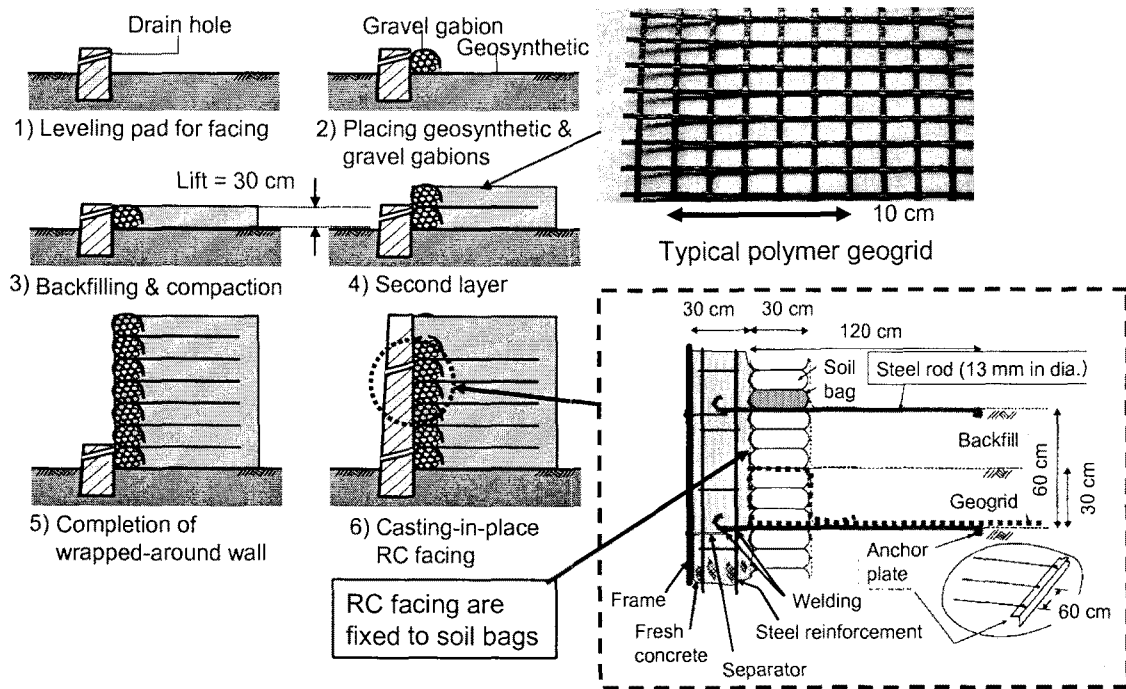 Drain hole
1) Leveling pad for facing
Gravel gabion
Geosynthetic
2) Placing geosynthetic &
gravel gabions
Lift = 30 cm
3) Backfilling & compaction
4) Second layer
5) Completion of
wrapped-around wall
6) Casting-in-place
RC facing
RC facing are
fixed to soil bags
10 cm
Typical polymer geogrid
30 cm
30 cm
120 cm
Soil
bag
Steel rod (13 mm in dia.)
Backfill
60 cm
30 cm
Geogrid
Anchor
plate
60 cm
Frame
Welding
Fresh
concrete
Steel reinforcement
Separator